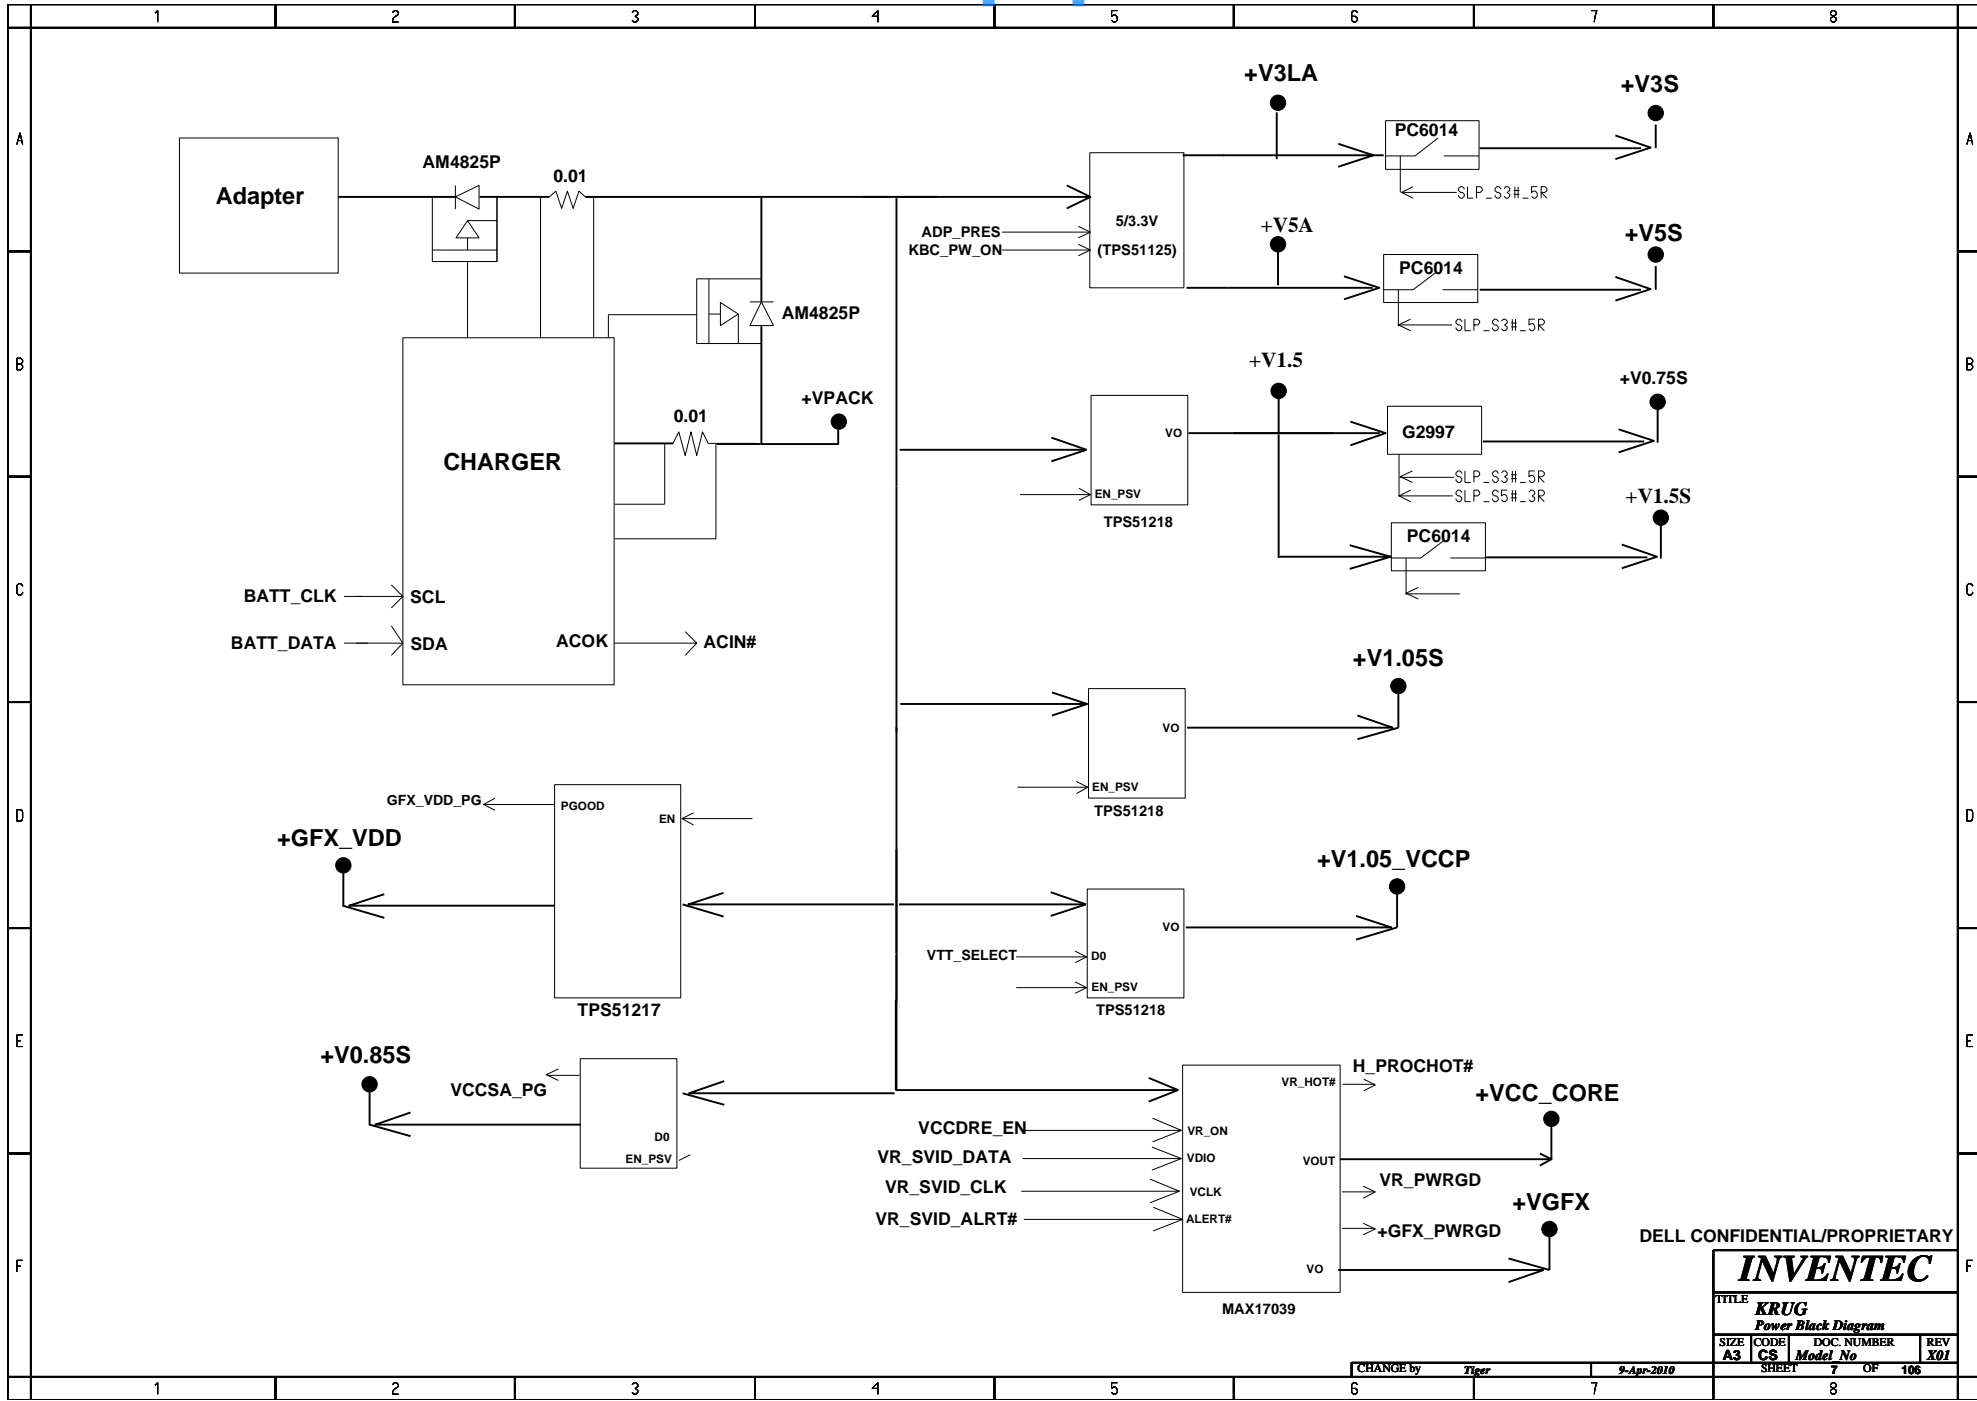 1 2 3 4 5 6 7 8
+V3LA
+V3S
A
A
AM4825P
PC6014
Adapter
0.01
SLP_S3#_5R
5/3.3V
(TPS51125)
ADP_PRES
KBC_PW_ON
+V5A
+V5S
PC6014
AM4825P
SLP_S3#_5R
B
B
+V1.5
+V0.75S
+VPACK
0.01
VO
G2997
CHARGER
SLP_S3#_5R
SLP_S5#_3R
EN_PSV
TPS51218
+V1.5S
PC6014
C
C
BATT_CLK
SCL
BATT_DATA
SDA
ACOK
ACIN#
+V1.05S
VO
EN_PSV
TPS51218
GFX_VDD_PG
PGOOD
EN
D
D
+GFX_VDD
+V1.05_VCCP
VO
VTT_SELECT
D0
EN_PSV
TPS51217
TPS51218
E
E
+V0.85S
VCCSA_PG
D0
EN_PSV
H_PROCHOT#
VR_HOT#
+VCC_CORE
VCCDRE_EN
VR_ON
VR_SVID_DATA
VDIO
VOUT
VR_SVID_CLK
VCLK
VR_PWRGD
VR_SVID_ALRT#
ALERT#
+VGFX
+GFX_PWRGD
VO
MAX17039
F
F
DELL CONFIDENTIAL/PROPRIETARY
INVENTEC
TITLE
KRUG
Power Black Diagram
SIZE CODE DOC. NUMBER REV
A3 CS Model_No X01
CHANGE by Tiger 9-Apr-2010 SHEET 7 OF 106
1 2 3 4 5 6 7 8